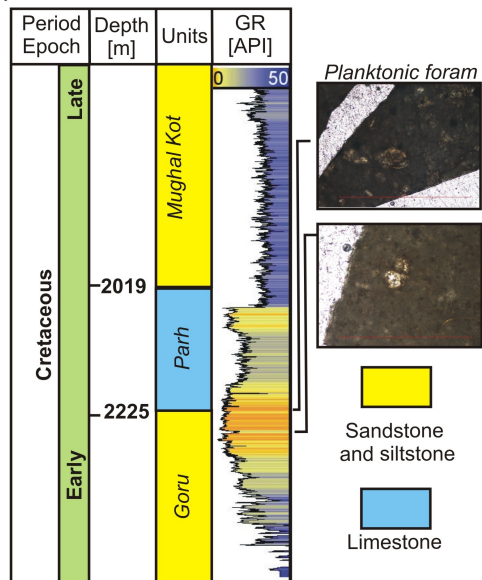 Period
Epoch
Depth
[m]
Units
GR
[API]
0 50
Planktonic foram
Cretaceous
Late
Early
Mughal Kot
2019
Parh
2225
Goru
Sandstone
and siltstone
Limestone